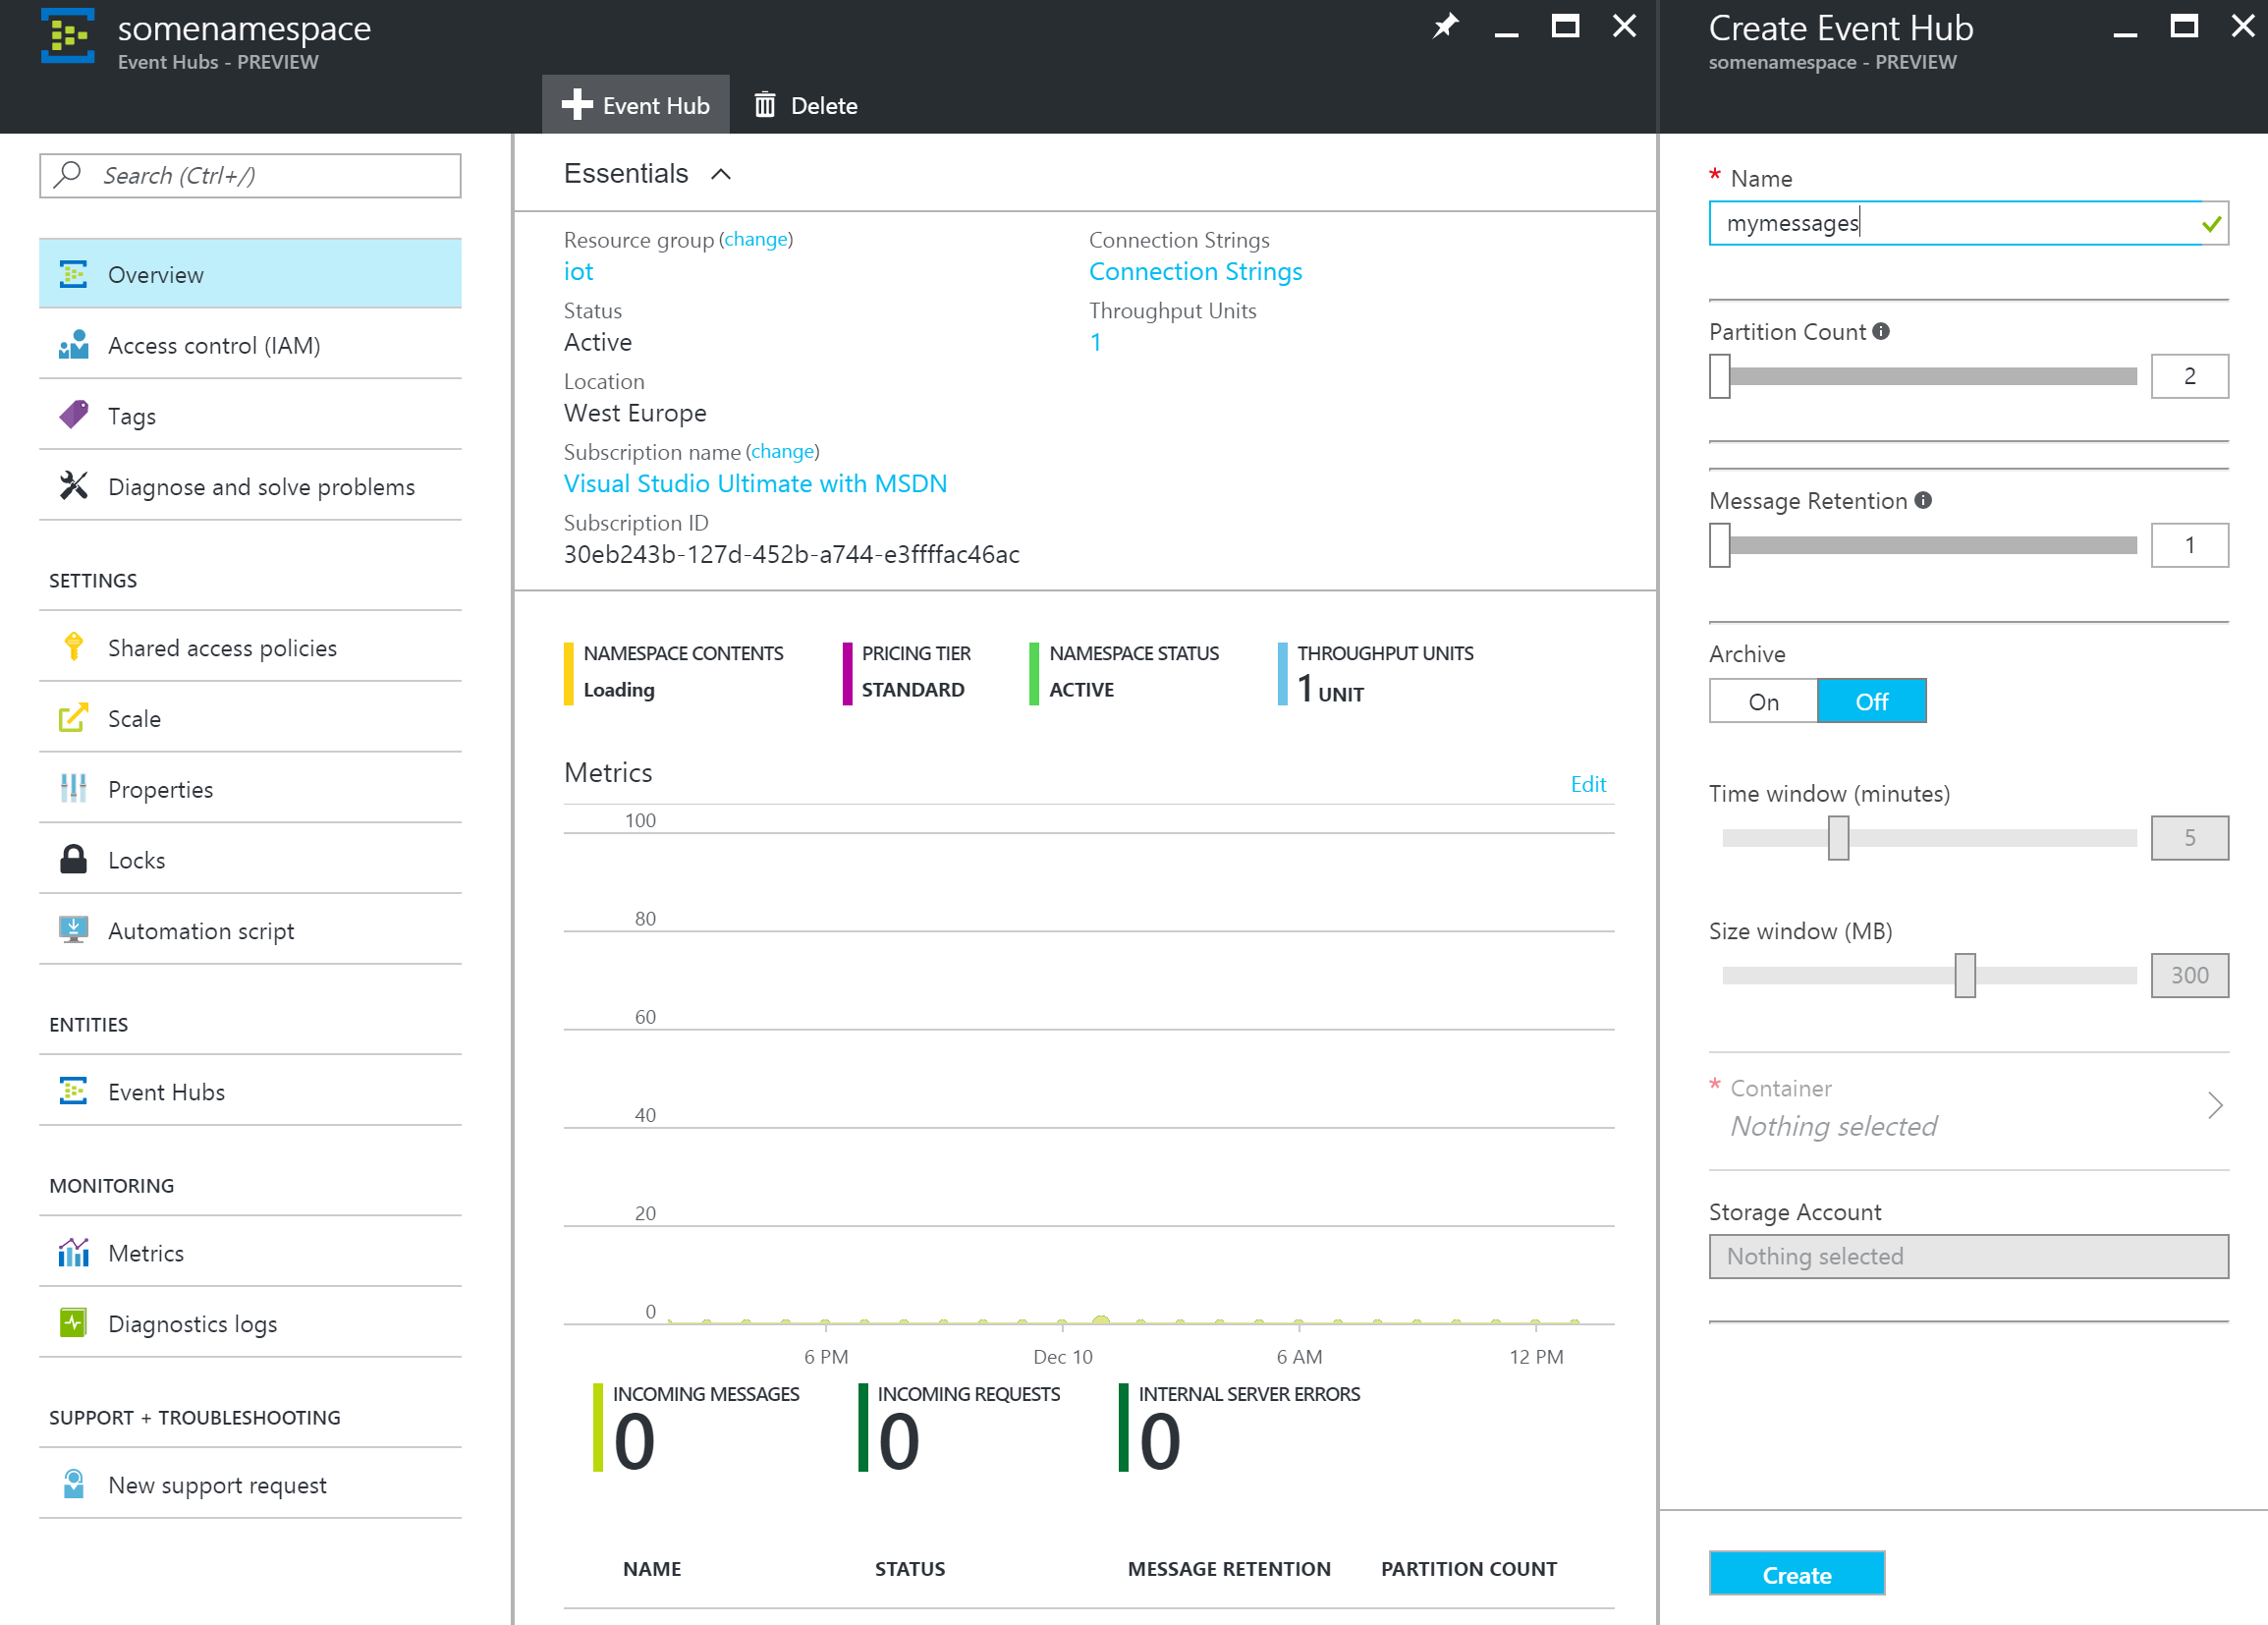 somenamespace
Event Hubs - PREVIEW
Event Hub
Delete
Search (Ctrl+/)
Overview
Access control (IAM)
Tags
Diagnose and solve problems
SETTINGS
Shared access policies
Scale
Properties
Locks
Automation script
ENTITIES
Event Hubs
MONITORING
Metrics
Diagnostics logs
SUPPORT + TROUBLESHOOTING
New support request
Essentials
Resource group (change)
iot
Status
Active
Location
West Europe
Subscription name (change)
Visual Studio Ultimate with MSDN
Subscription ID
30eb243b-127d-452b-a744-e3ffffac46ac
Connection Strings
Connection Strings
Throughput Units
1
NAMESPACE CONTENTS
Loading
PRICING TIER
STANDARD
NAMESPACE STATUS
ACTIVE
THROUGHPUT UNITS
1 UNIT
Metrics
Edit
100
80
60
40
20
0
6 PM
Dec 10
6 AM
12 PM
INCOMING MESSAGES
0
INCOMING REQUESTS
0
INTERNAL SERVER ERRORS
0
NAME STATUS MESSAGE RETENTION PARTITION COUNT
Create Event Hub
somenamespace - PREVIEW
* Name
mymessages
Partition Count
2
Message Retention
1
Archive
On Off
Time window (minutes)
5
Size window (MB)
300
* Container
Nothing selected
Storage Account
Nothing selected
Create